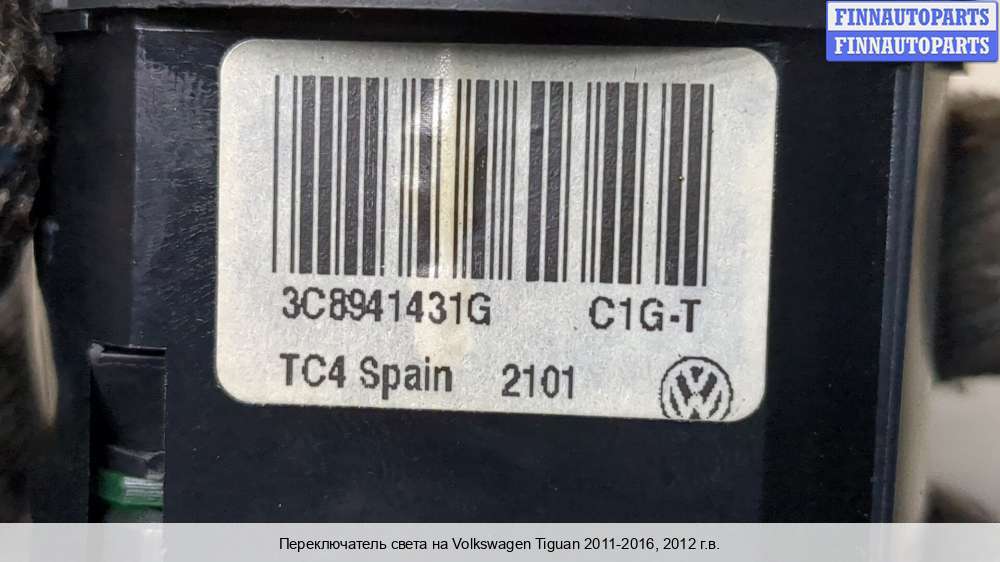 FINNAUTOPARTS
FINNAUTOPARTS
3C8941431G C1G-T
TC4 Spain 2101
Переключатель света на Volkswagen Tiguan 2011-2016, 2012 г.в.